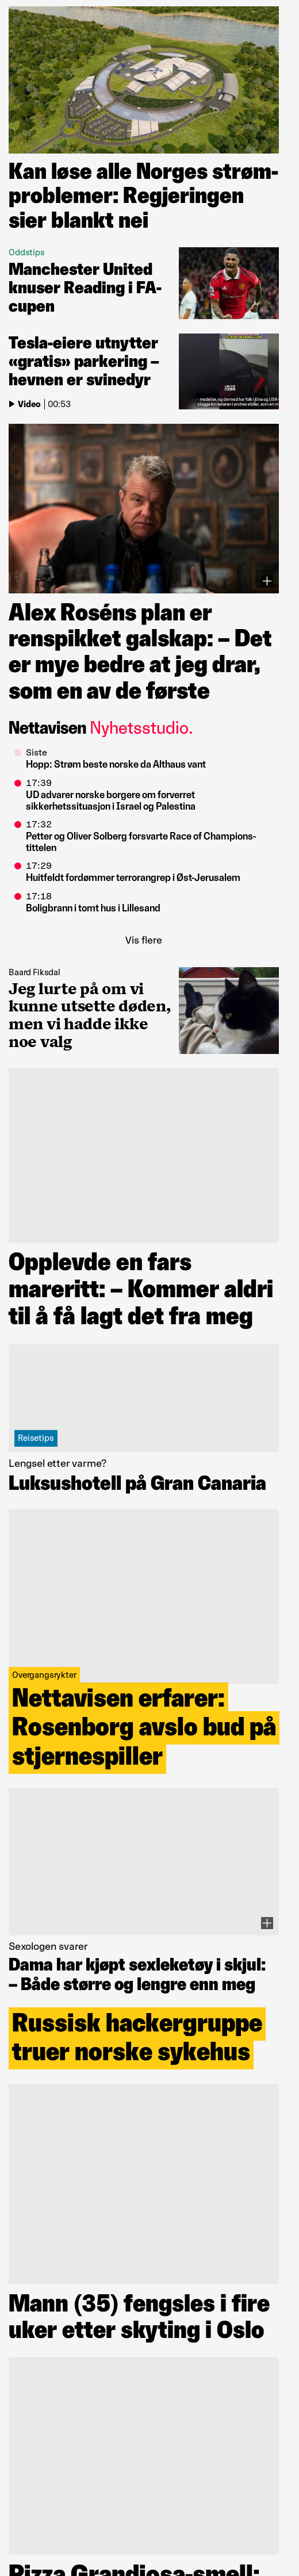 Kan løse alle Norges strøm-
problemer: Regjeringen
sier blankt nei
Oddstips
Manchester United
knuser Reading i FA-
cupen
Tesla-eiere utnytter
«gratis» parkering –
hevnen er svinedyr
Video | 00:53
Alex Roséns plan er
renspikket galskap: – Det
er mye bedre at jeg drar,
som en av de første
Nettavisen Nyhetsstudio.
Siste
Hopp: Strøm beste norske da Althaus vant
17:39
UD advarer norske borgere om forverret
sikkerhetssituasjon i Israel og Palestina
17:32
Petter og Oliver Solberg forsvarte Race of Champions-
tittelen
17:29
Huitfeldt fordømmer terrorangrep i Øst-Jerusalem
17:18
Boligbrann i tomt hus i Lillesand
Vis flere
Baard Fiksdal
Jeg lurte på om vi
kunne utsette døden,
men vi hadde ikke
noe valg
Opplevde en fars
mareritt: – Kommer aldri
til å få lagt det fra meg
Reisetips
Lengsel etter varme?
Luksushotell på Gran Canaria
Overgangsrykter
Nettavisen erfarer:
Rosenborg avslo bud på
stjernespiller
Sexologen svarer
Dama har kjøpt sexleketøy i skjul:
– Både større og lengre enn meg
Russisk hackergruppe
truer norske sykehus
Mann (35) fengsles i fire
uker etter skyting i Oslo
Pizza Grandiosa-smell: